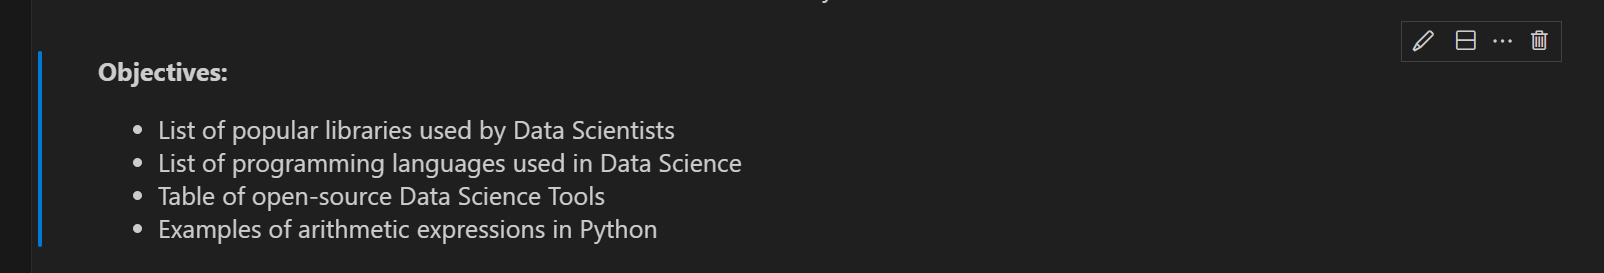 Objectives:
• List of popular libraries used by Data Scientists
• List of programming languages used in Data Science
• Table of open-source Data Science Tools
• Examples of arithmetic expressions in Python